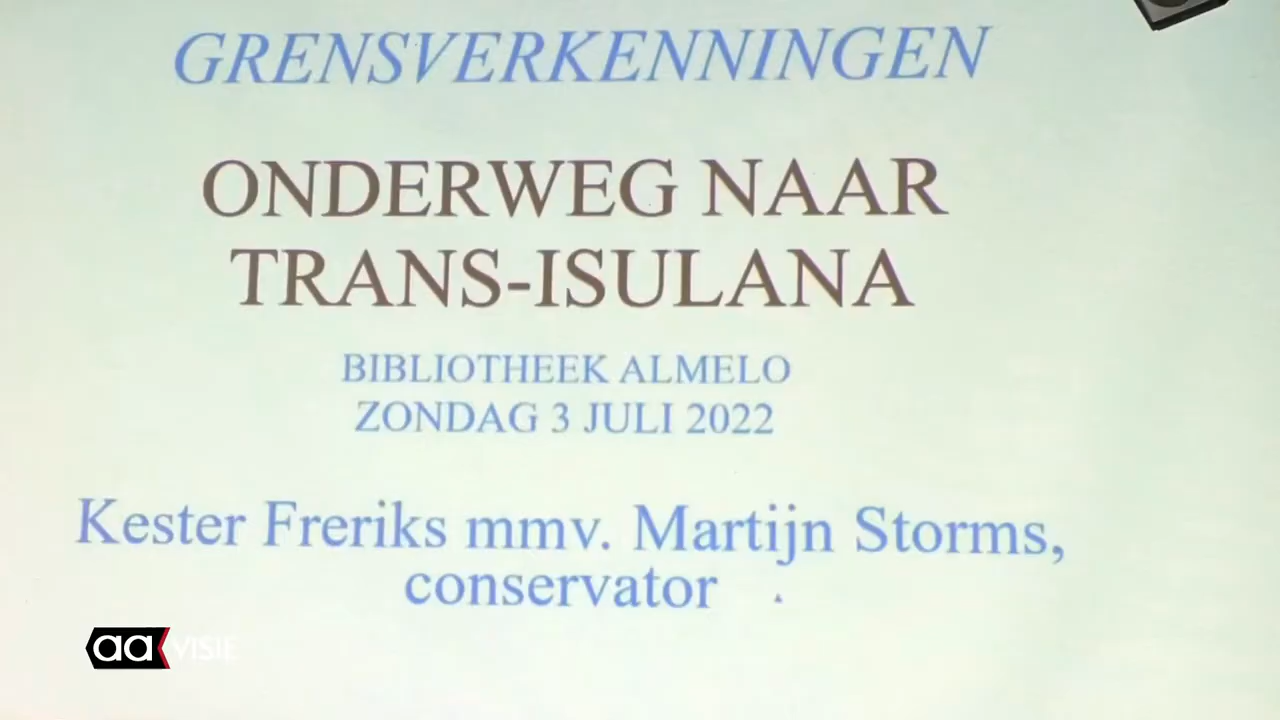 GRENSVERKENNINGEN
ONDERWEG NAAR
TRANS-ISULANA
BIBLIOTHEEK ALMELO
ZONDAG 3 JULI 2022
Kester Freriks mmv. Martijn Storms,
conservator
aa VISIE